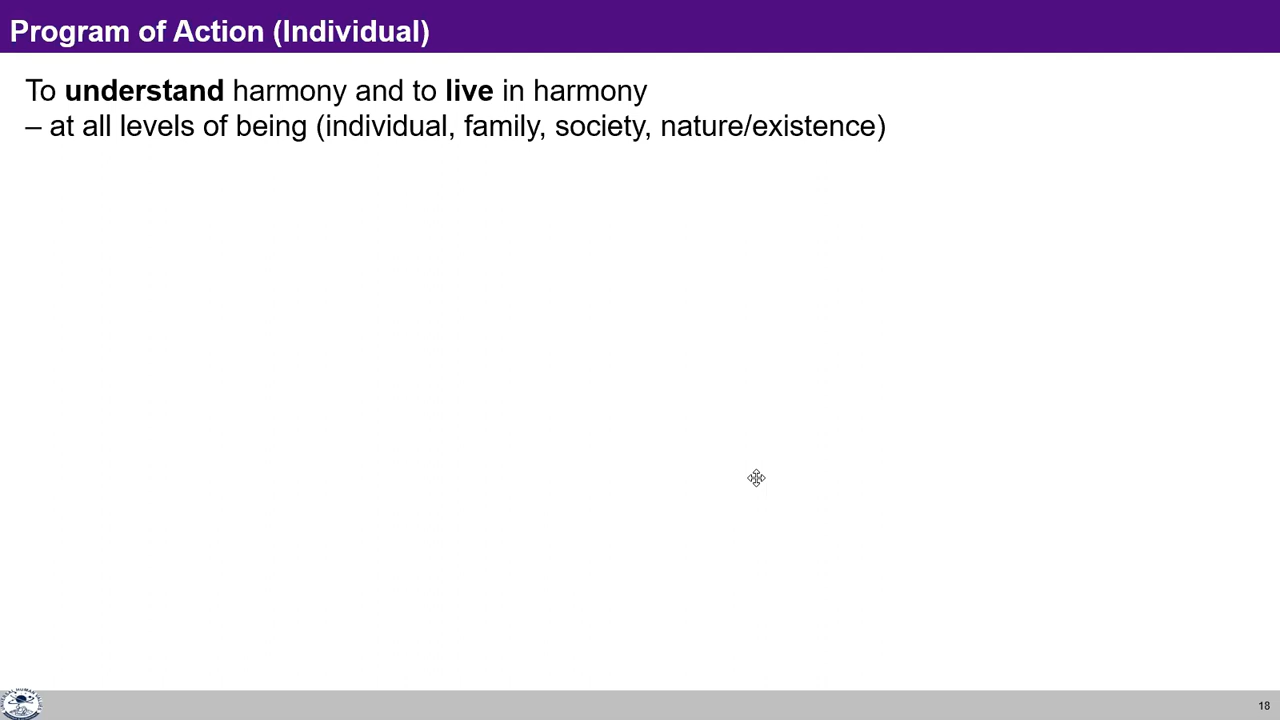 Program of Action (Individual)
To understand harmony and to live in harmony
– at all levels of being (individual, family, society, nature/existence)
18